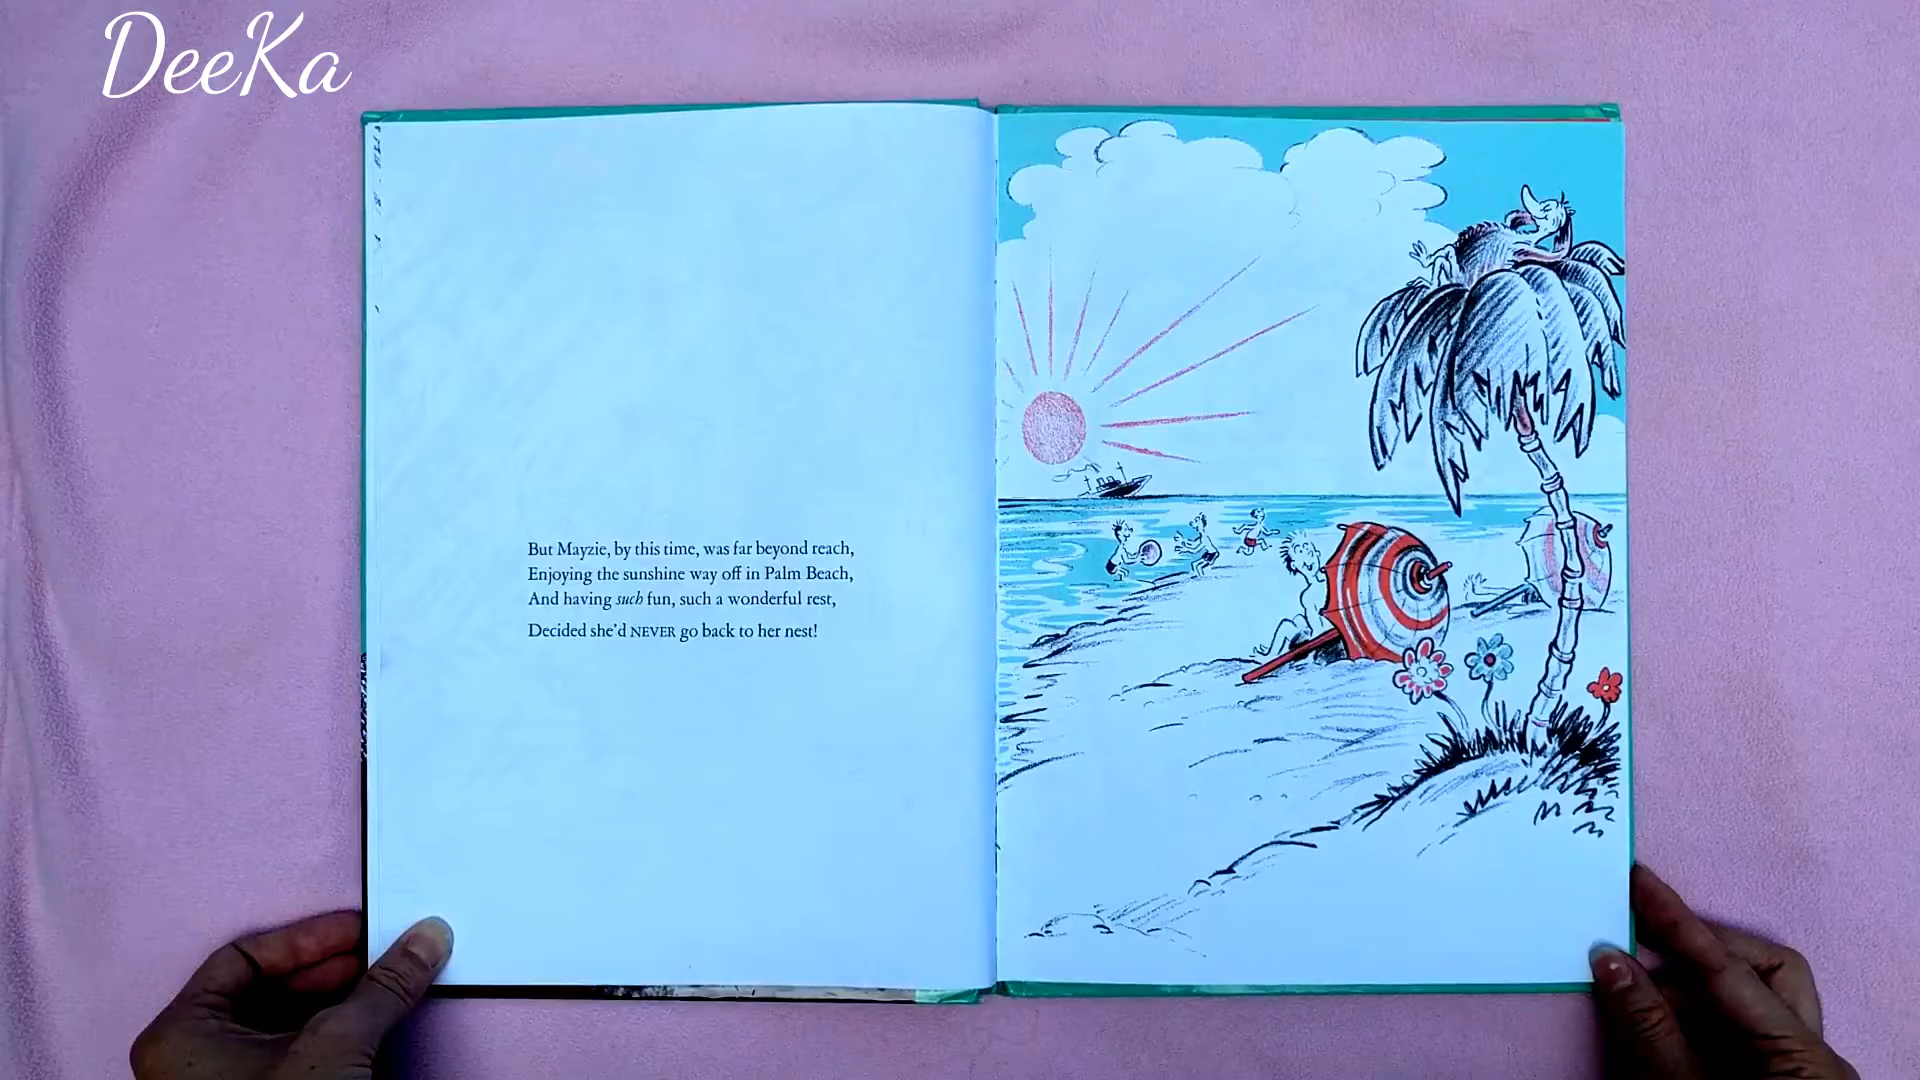 DeeKa
But Mayzie, by this time, was far beyond reach,
Enjoying the sunshine way off in Palm Beach,
And having such fun, such a wonderful rest,
Decided she'd NEVER go back to her nest!